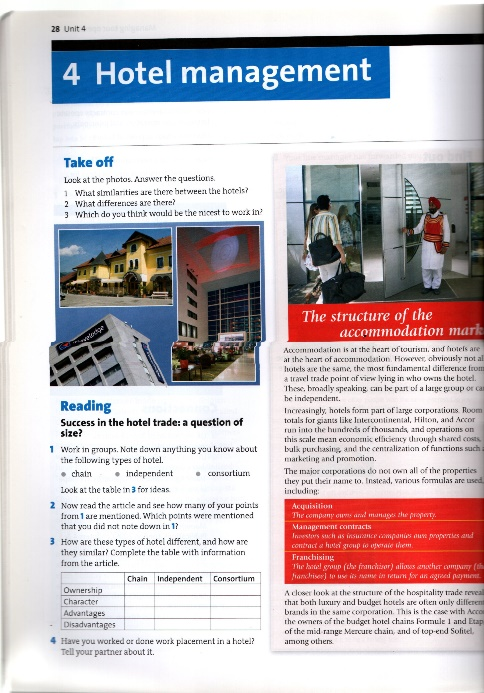 28 Unit 4
4 Hotel management
Take off
Look at the photos. Answer the questions.
1 What similarities are there between the hotels?
2 What differences are there?
3 Which do you think would be the nicest to work in?
Travelodge
Reading
Success in the hotel trade: a question of
size?
1 Work in groups. Note down anything you know about
the following types of hotel.
• chain • independent • consortium
Look at the table in 3 for ideas.
2 Now read the article and see how many of your points
from 1 are mentioned. Which points were mentioned
that you did not note down in 1?
3 How are these types of hotel different, and how are
they similar? Complete the table with information
from the article.
Chain Independent Consortium
Ownership
Character
Advantages
Disadvantages
4 Have you worked or done work placement in a hotel?
Tell your partner about it.
The structure of the
accommodation mark
Accommodation is at the heart of tourism, and hotels are
at the heart of accommodation. However, obviously not al
hotels are the same, the most fundamental difference from
a travel trade point of view lying in who owns the hotel.
These, broadly speaking, can be part of a large group or ca
be independent.
Increasingly, hotels form part of large corporations. Room
totals for giants like Intercontinental, Hilton, and Accor
run into the hundreds of thousands, and operations on
this scale mean economic efficiency through shared costs,
bulk purchasing, and the centralization of functions such
marketing and promotion.
The major corporations do not own all of the properties
they put their name to. Instead, various formulas are used,
including:
Acquisition
The company owns and manages the property.
Management contracts
Investors such as insurance companies own properties and
contract a hotel group to operate them.
Franchising
The hotel group (the franchisor) allows another company (the
franchisee) to use its name in return for an agreed payment.
A closer look at the structure of the hospitality trade reveal
that both luxury and budget hotels are often only different
brands in the same corporation. This is the case with Accor
the owners of the budget hotel chains Formule 1 and Etap
of the mid-range Mercure chain, and of top-end Sofitel,
among others.